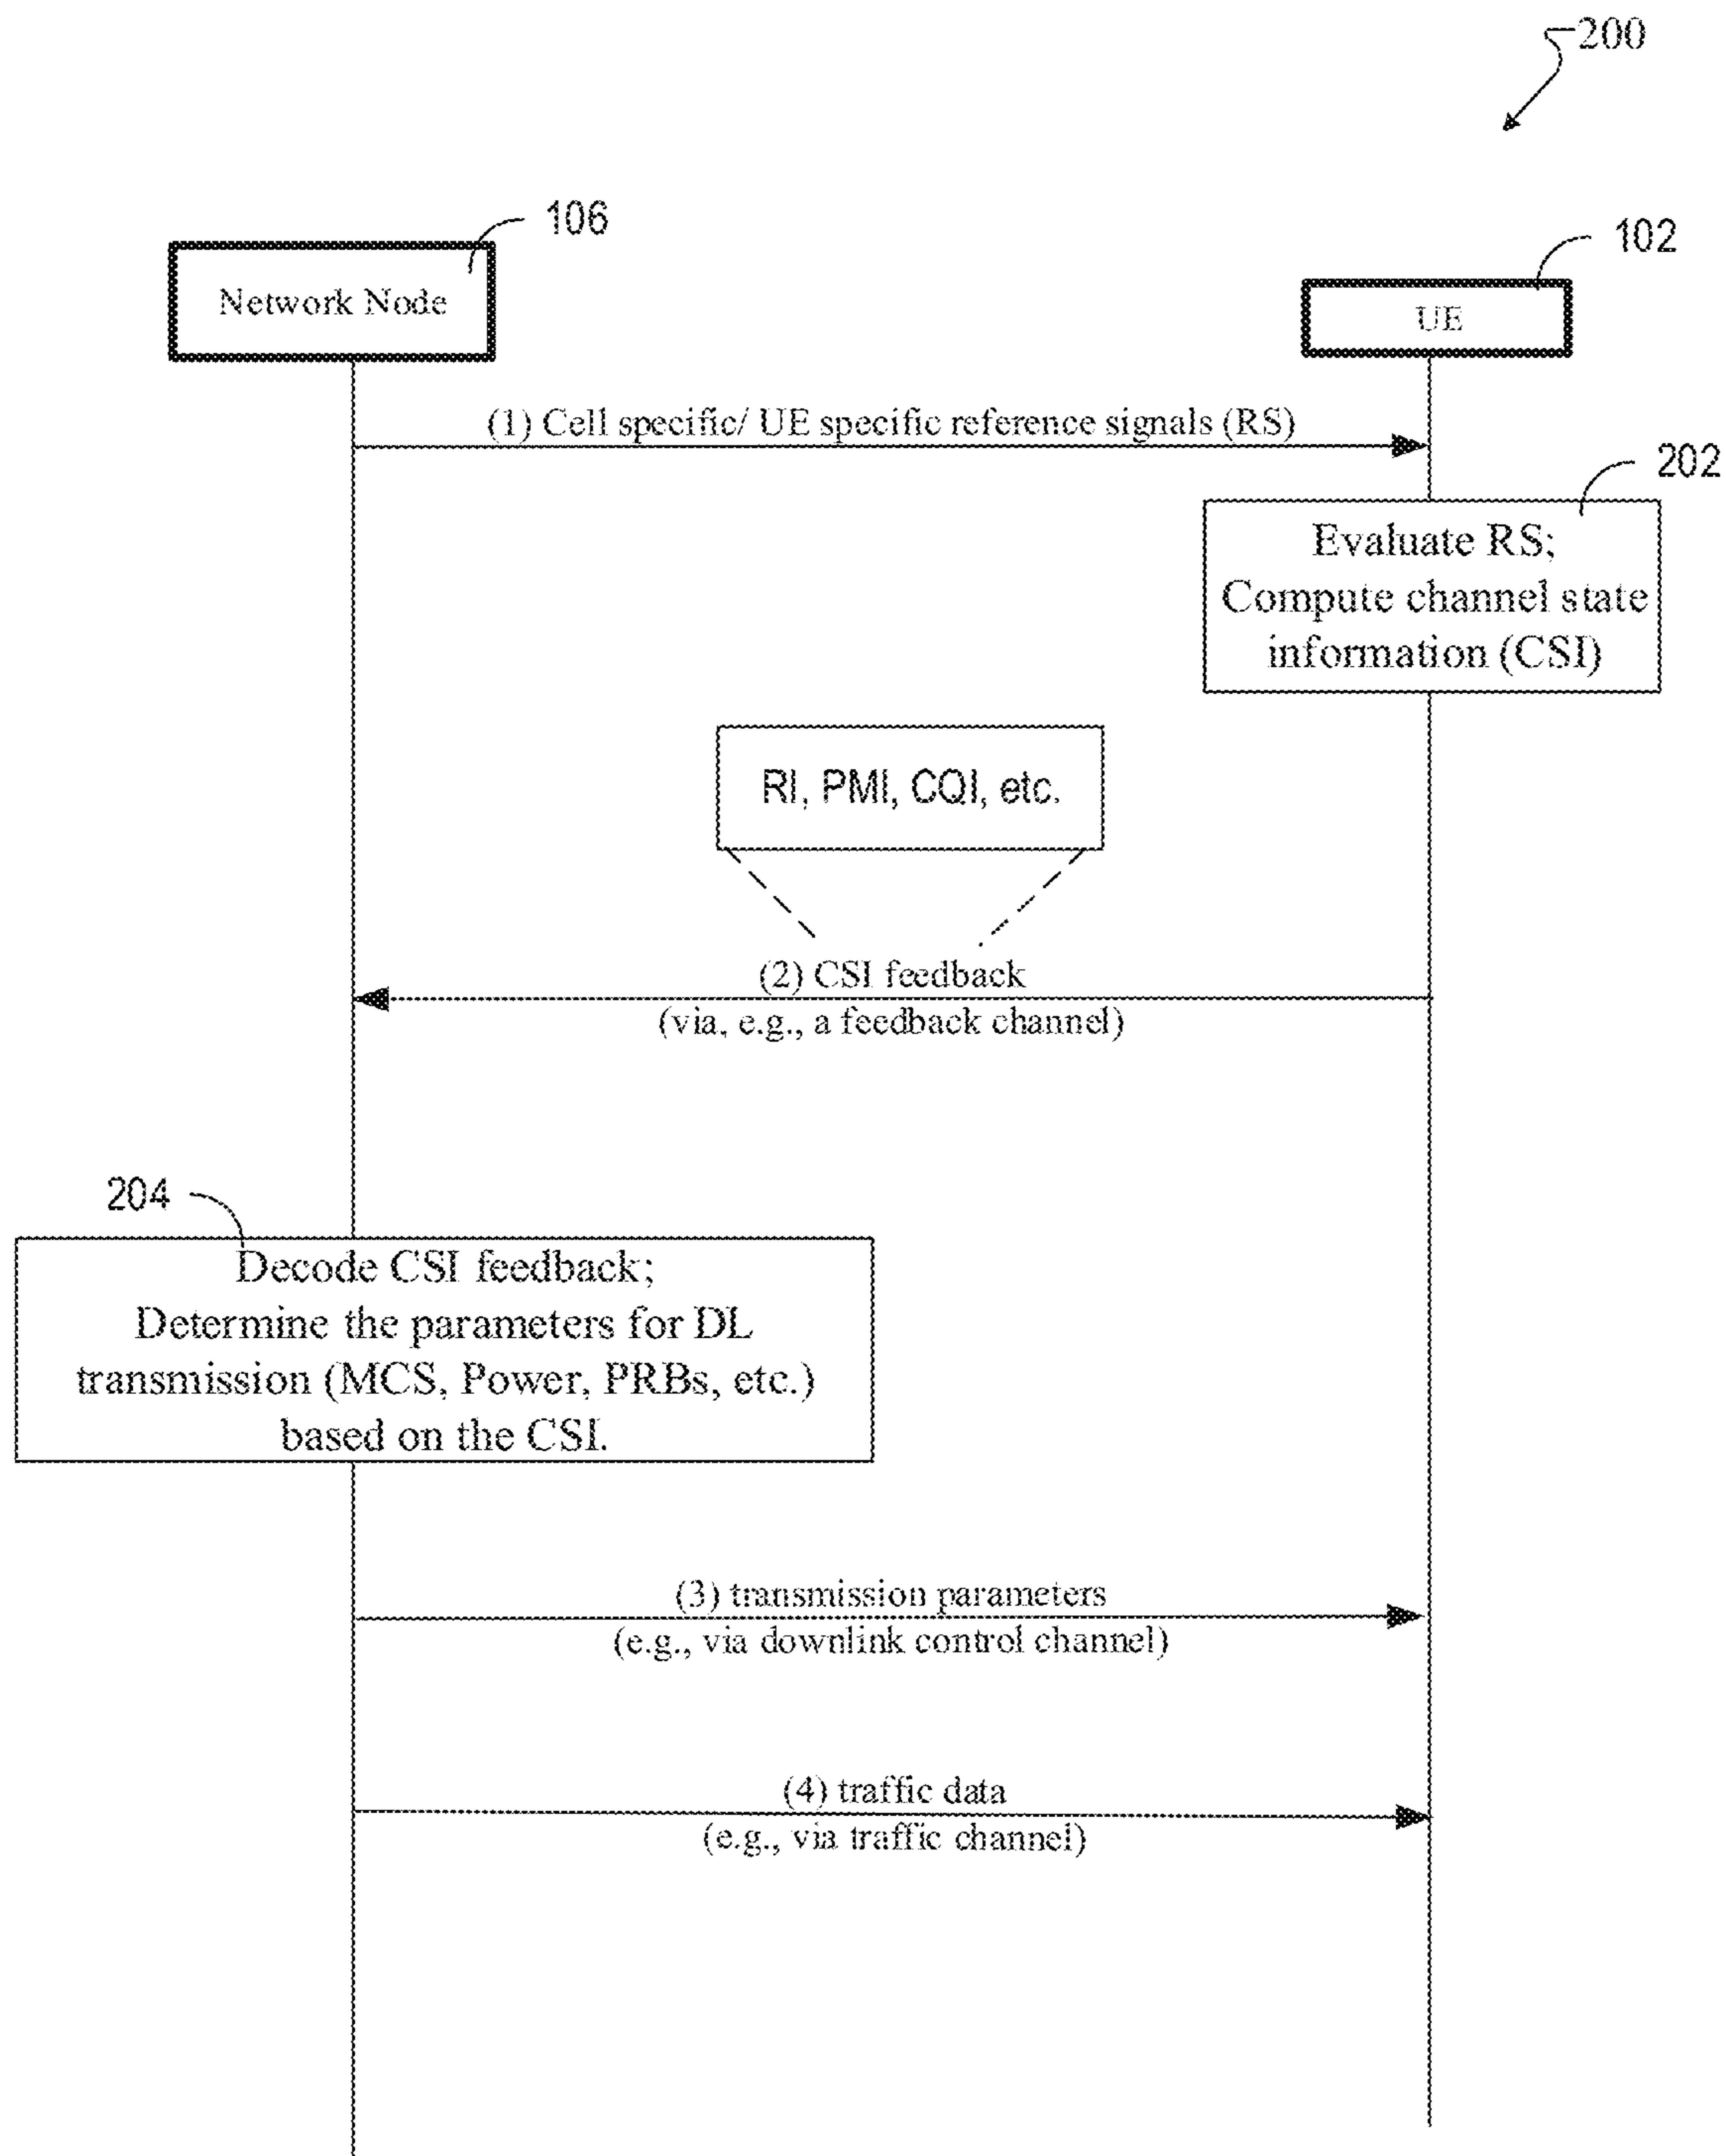 200
106
102
Network Node
UE
(1) Cell specific/ UE specific reference signals (RS)
202
Evaluate RS;
Compute channel state
information (CSI)
RI, PMI, CQI, etc.
(2) CSI feedback
(via, e.g., a feedback channel)
204
Decode CSI feedback;
Determine the parameters for DL
transmission (MCS, Power, PRBs, etc.)
based on the CSI.
(3) transmission parameters
(e.g., via downlink control channel)
(4) traffic data
(e.g., via traffic channel)